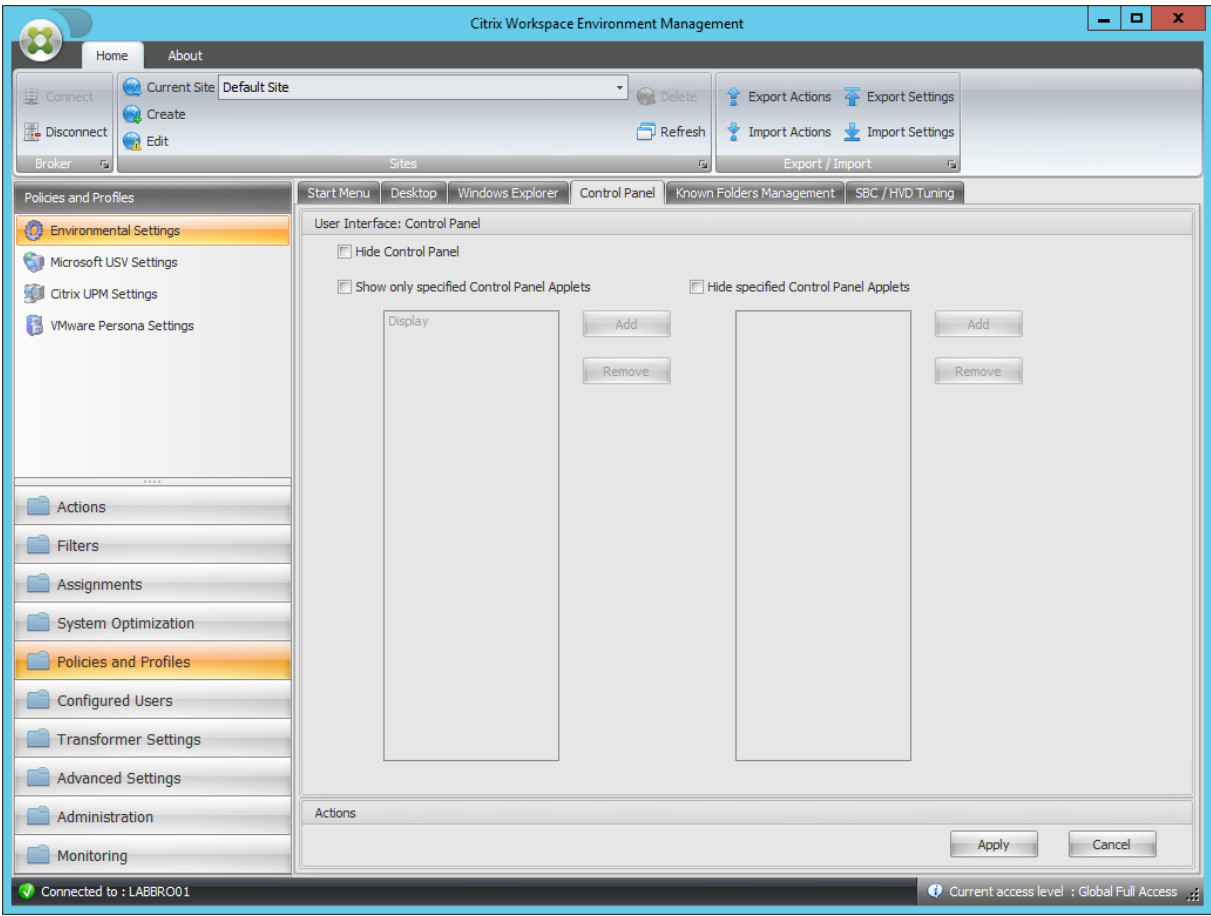 Citrix Workspace Environment Management
Home About
Connect
Disconnect
Broker
Current Site Default Site
Create
Edit
Delete
Refresh
Sites
Export Actions Export Settings
Import Actions Import Settings
Export / Import
Policies and Profiles
Environmental Settings
Microsoft USV Settings
Citrix UPM Settings
VMware Persona Settings
Actions
Filters
Assignments
System Optimization
Policies and Profiles
Configured Users
Transformer Settings
Advanced Settings
Administration
Monitoring
Start Menu Desktop Windows Explorer Control Panel Known Folders Management SBC / HVD Tuning
User Interface: Control Panel
Hide Control Panel
Show only specified Control Panel Applets
Display
Add
Remove
Hide specified Control Panel Applets
Add
Remove
Actions
Apply Cancel
Connected to : LABBRO01
Current access level : Global Full Access